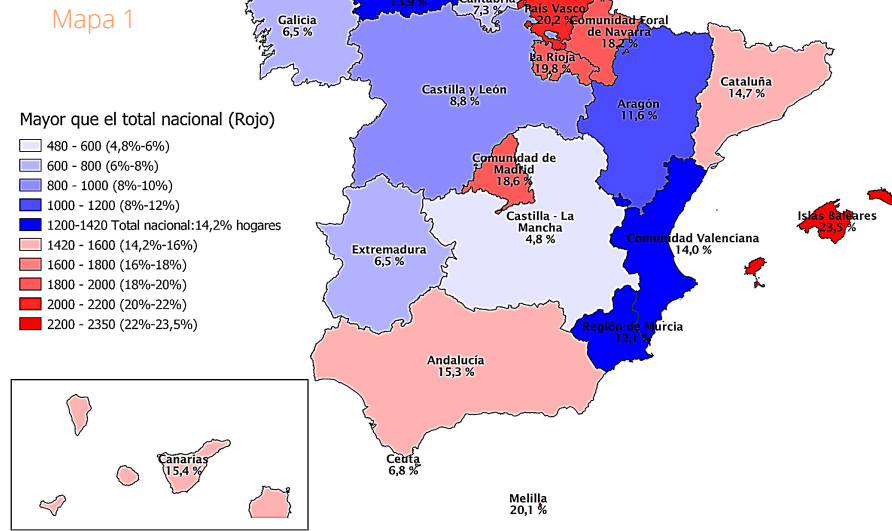 Mapa 1
13,9 %
Cantabria
7,3 %
País Vasco
20,2 %
Comunidad Foral
de Navarra
18,2 %
Galicia
6,5 %
La Rioja
19,8 %
Castilla y León
8,8 %
Aragón
11,6 %
Cataluña
14,7 %
Mayor que el total nacional (Rojo)
480 - 600 (4,8%-6%)
600 - 800 (6%-8%)
800 - 1000 (8%-10%)
1000 - 1200 (8%-12%)
1200-1420 Total nacional:14,2% hogares
1420 - 1600 (14,2%-16%)
1600 - 1800 (16%-18%)
1800 - 2000 (18%-20%)
2000 - 2200 (20%-22%)
2200 - 2350 (22%-23,5%)
Comunidad de
Madrid
18,6 %
Castilla - La
Mancha
4,8 %
Islas Baleares
23,5 %
Comunidad Valenciana
14,0 %
Extremadura
6,5 %
Región de Murcia
12,1 %
Andalucía
15,3 %
Canarias
15,4 %
Ceuta
6,8 %
Melilla
20,1 %